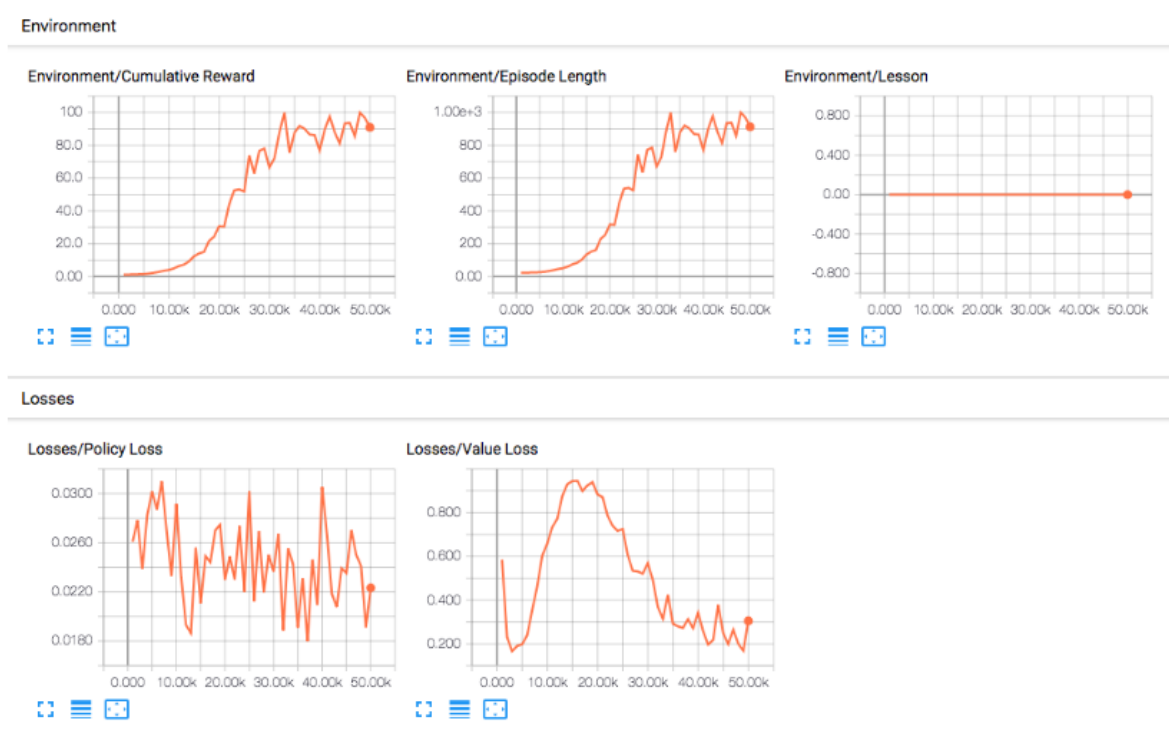 Environment
Environment/Cumulative Reward
100
80.0
60.0
40.0
20.0
0.00
0.000 10.00k 20.00k 30.00k 40.00k 50.00k
Environment/Episode Length
1.00e+3
800
600
400
200
0.00
0.000 10.00k 20.00k 30.00k 40.00k 50.00k
Environment/Lesson
0.800
0.400
0.00
-0.400
-0.800
0.000 10.00k 20.00k 30.00k 40.00k 50.00k
Losses
Losses/Policy Loss
0.0300
0.0260
0.0220
0.0180
0.000 10.00k 20.00k 30.00k 40.00k 50.00k
Losses/Value Loss
0.800
0.600
0.400
0.200
0.000 10.00k 20.00k 30.00k 40.00k 50.00k